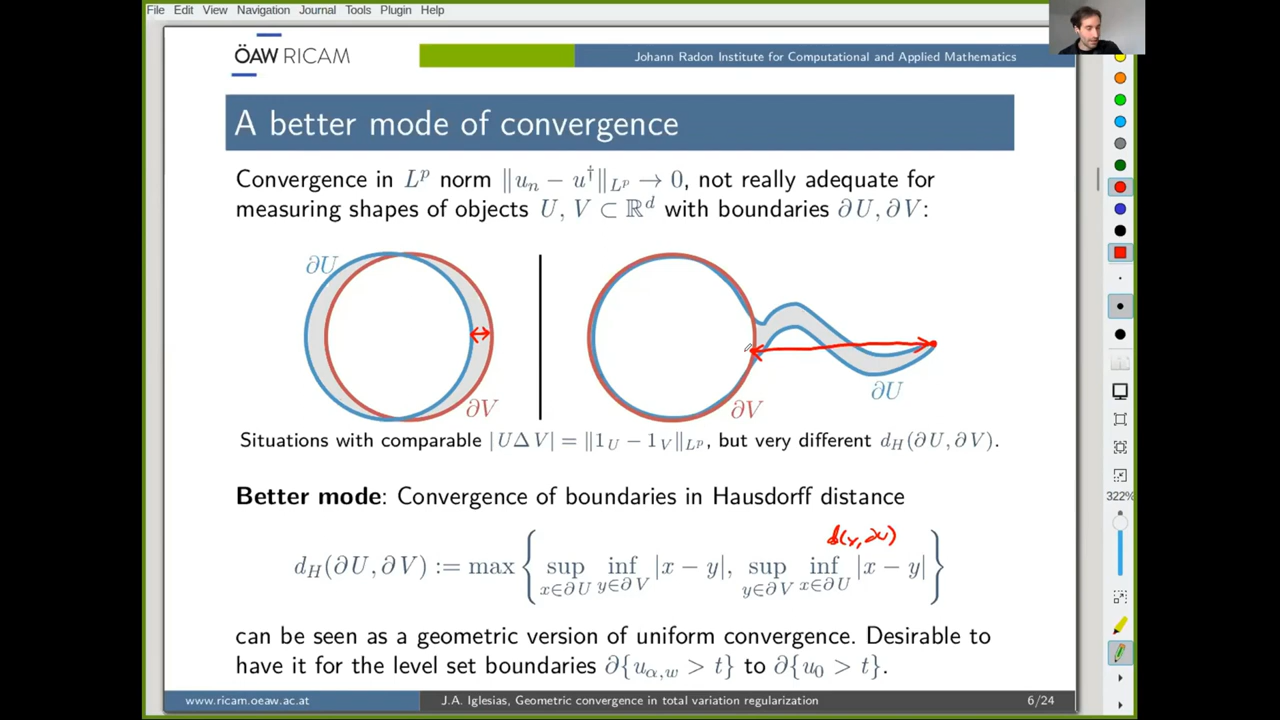 File Edit View Navigation Journal Tools Plugin Help
ÖAW RICAM
Johann Radon Institute for Computational and Applied Mathematics
A better mode of convergence
Convergence in L^p norm ‖u_n − u^†‖_{L^p} → 0, not really adequate for
measuring shapes of objects U, V ⊂ ℝ^d with boundaries ∂U, ∂V:
∂U
∂V
∂V
∂U
Situations with comparable |UΔV| = ‖1_U − 1_V‖_{L^p}, but very different d_H(∂U, ∂V).
Better mode: Convergence of boundaries in Hausdorff distance
d(y, ∂U)
d_H(∂U, ∂V) := max { sup_{x∈∂U} inf_{y∈∂V} |x − y|, sup_{y∈∂V} inf_{x∈∂U} |x − y| }
can be seen as a geometric version of uniform convergence. Desirable to
have it for the level set boundaries ∂{u_{α,w} > t} to ∂{u_0 > t}.
www.ricam.oeaw.ac.at
J.A. Iglesias, Geometric convergence in total variation regularization
6/24
322%